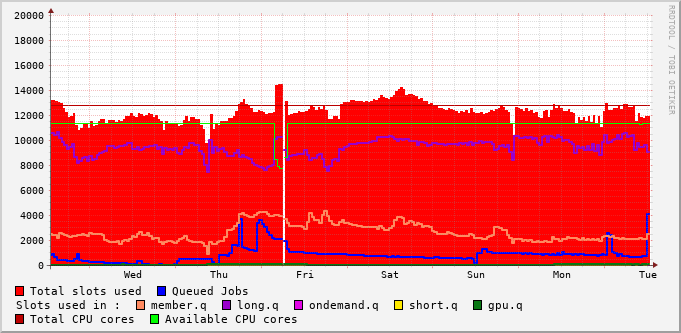 20000
18000
16000
14000
12000
10000
8000
6000
4000
2000
0
Wed Thu Fri Sat Sun Mon Tue
RRDTOOL / TOBI OETIKER
Total slots used Queued Jobs
Slots used in : member.q long.q ondemand.q short.q gpu.q
Total CPU cores Available CPU cores